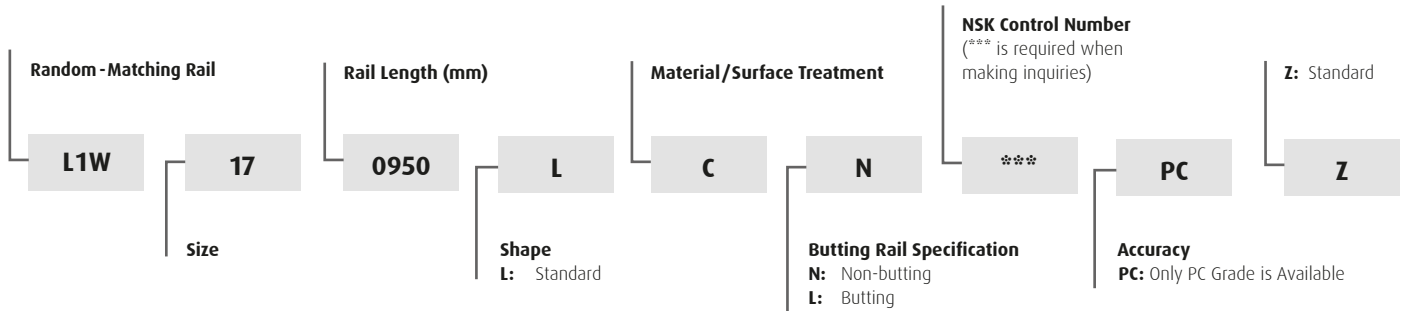 NSK Control Number
(*** is required when
making inquiries)
Random-Matching Rail
Rail Length (mm)
Material/Surface Treatment
Z: Standard
L1W 17 0950 L C N *** PC Z
Size
Shape
L: Standard
Butting Rail Specification
N: Non-butting
L: Butting
Accuracy
PC: Only PC Grade is Available